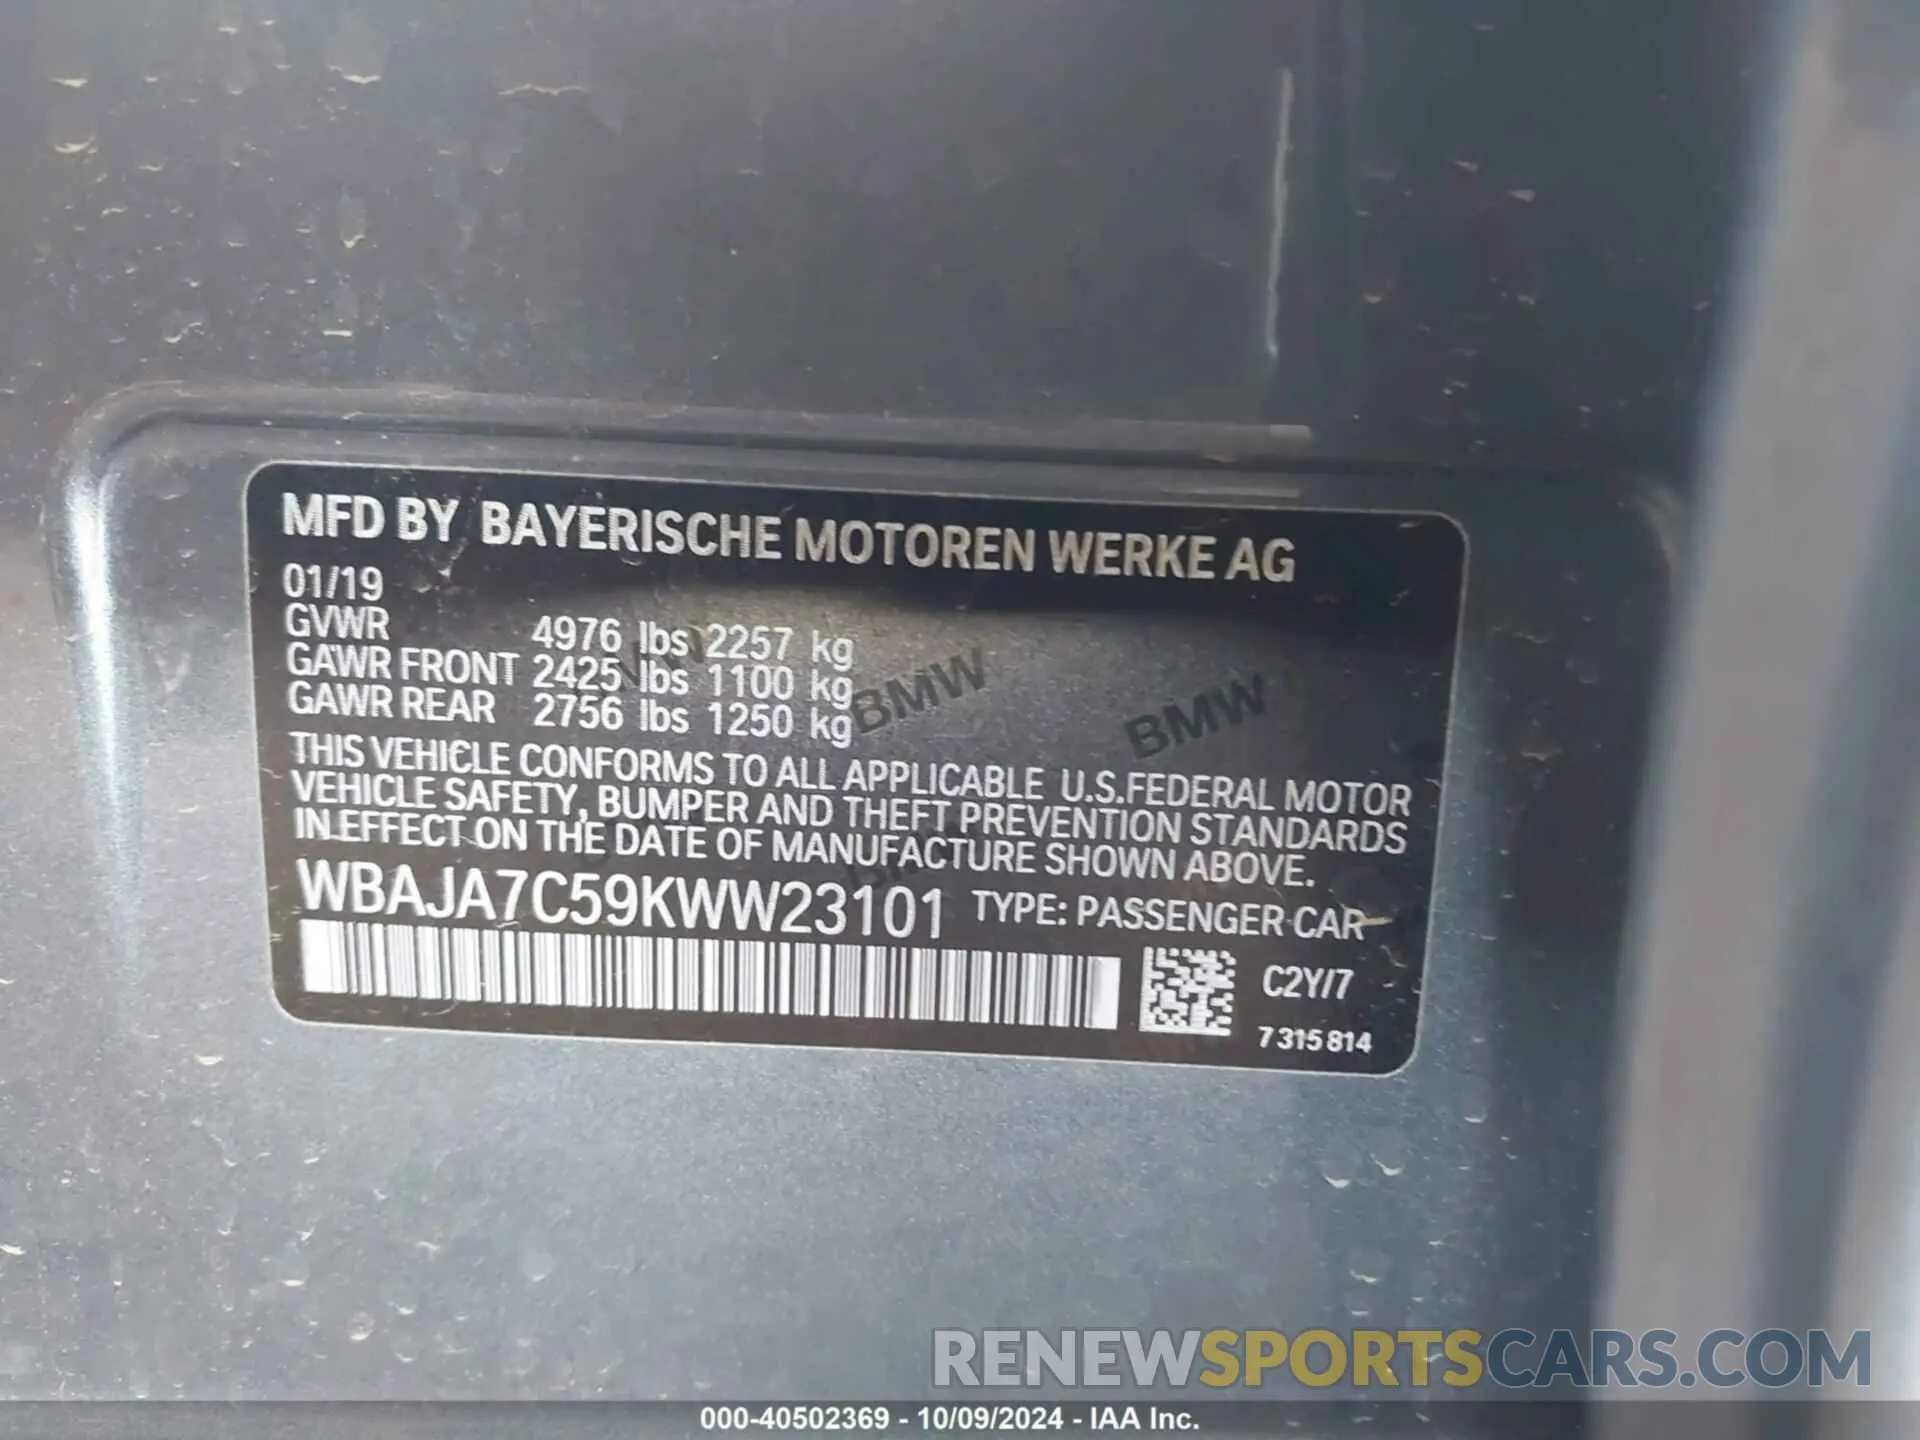 MFD BY BAYERISCHE MOTOREN WERKE AG
01/19
GVWR 4976 lbs 2257 kg
GAWR FRONT 2425 lbs 1100 kg
GAWR REAR 2756 lbs 1250 kg
BMW BMW
THIS VEHICLE CONFORMS TO ALL APPLICABLE U.S.FEDERAL MOTOR
VEHICLE SAFETY, BUMPER AND THEFT PREVENTION STANDARDS
IN EFFECT ON THE DATE OF MANUFACTURE SHOWN ABOVE.
WBAJA7C59KWW23101 TYPE: PASSENGER CAR
C2Y/7
7 315 814
RENEWSPORTSCARS.COM
000-40502369 - 10/09/2024 - IAA Inc.